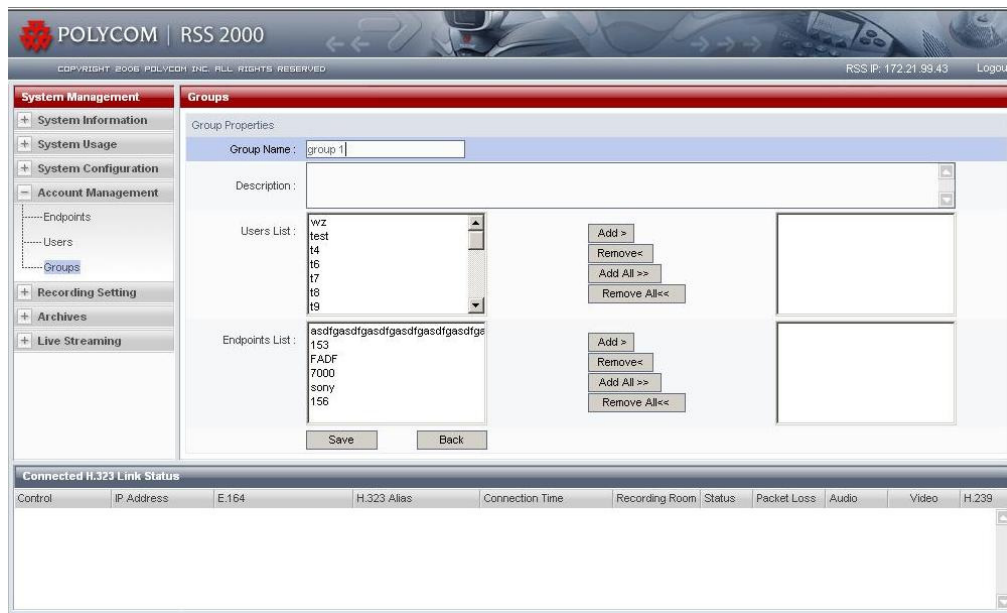 POLYCOM | RSS 2000
COPYRIGHT 2006 POLYCOM INC. ALL RIGHTS RESERVED
RSS IP: 172.21.99.43 Logou
System Management
Groups
+ System Information
+ System Usage
+ System Configuration
− Account Management
Endpoints
Users
Groups
+ Recording Setting
+ Archives
+ Live Streaming
Group Properties
Group Name : group 1
Description :
Users List :
wz
test
t4
t6
t7
t8
t9
Add >
Remove<
Add All >>
Remove All<<
Endpoints List :
asdfgasdfgasdfgasdfgasdfgasdfga
153
FADF
7000
sony
156
Add >
Remove<
Add All >>
Remove All<<
Save Back
Connected H.323 Link Status
Control IP Address E.164 H.323 Alias Connection Time Recording Room Status Packet Loss Audio Video H.239